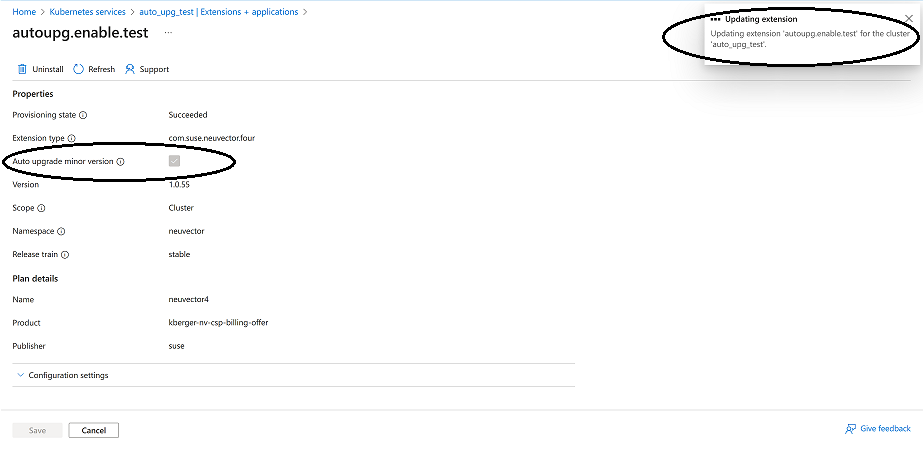 Home > Kubernetes services > auto_upg_test | Extensions + applications >
autoupg.enable.test ...
Updating extension
Updating extension 'autoupg.enable.test' for the cluster
'auto_upg_test'.
Uninstall Refresh Support
Properties
Provisioning state Succeeded
Extension type com.suse.neuvector.four
Auto upgrade minor version
Version 1.0.55
Scope Cluster
Namespace neuvector
Release train stable
Plan details
Name neuvector4
Product kberger-nv-csp-billing-offer
Publisher suse
Configuration settings
Save Cancel Give feedback